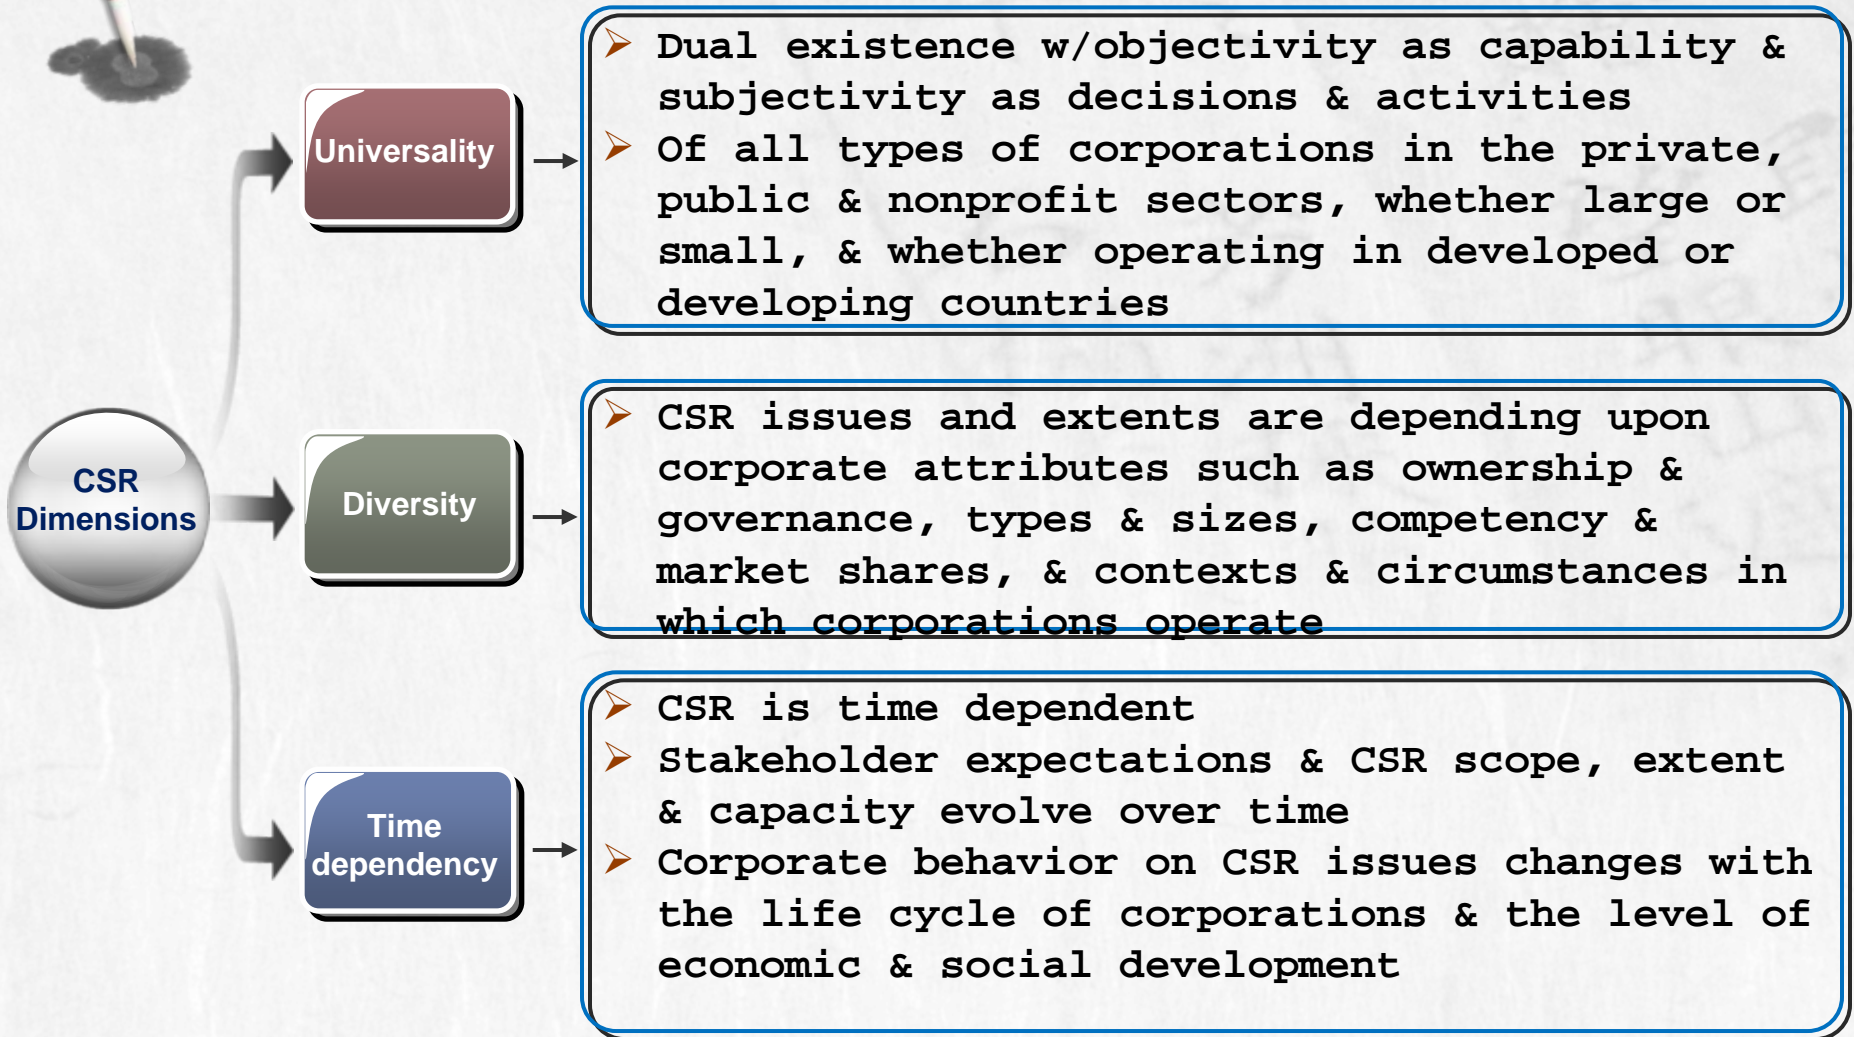 CSR
Dimensions
Universality
Dual existence w/objectivity as capability &
subjectivity as decisions & activities
Of all types of corporations in the private,
public & nonprofit sectors, whether large or
small, & whether operating in developed or
developing countries
Diversity
CSR issues and extents are depending upon
corporate attributes such as ownership &
governance, types & sizes, competency &
market shares, & contexts & circumstances in
which corporations operate
Time
dependency
CSR is time dependent
Stakeholder expectations & CSR scope, extent
& capacity evolve over time
Corporate behavior on CSR issues changes with
the life cycle of corporations & the level of
economic & social development